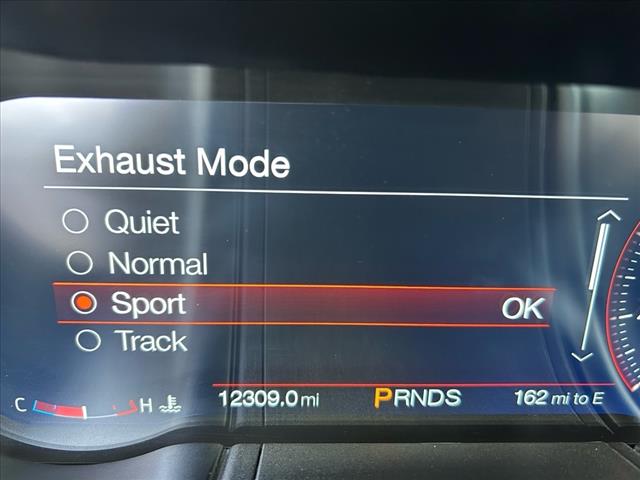 Exhaust Mode
Quiet
Normal
Sport OK
Track
C H 12309.0 mi PRNDS 162 mi to E